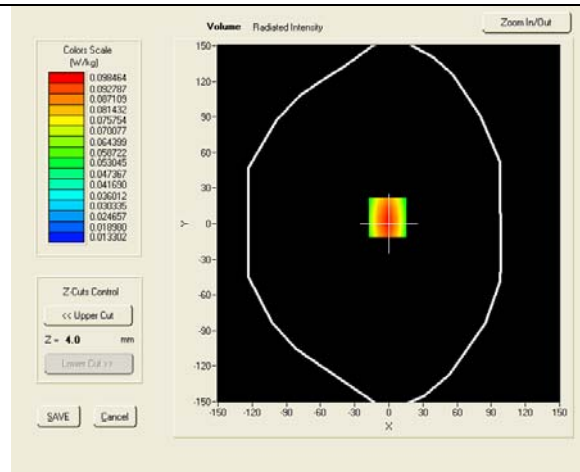 Volume Radiated Intensity
Zoom In/Out
Colors Scale
(W/kg)
0.098464
0.092787
0.087109
0.081432
0.075754
0.070077
0.064399
0.058722
0.053045
0.047367
0.041690
0.036012
0.030335
0.024657
0.018980
0.013302
Z-Cuts Control
<< Upper Cut
Z = 4.0 mm
Lower Cut >>
SAVE
Cancel
150-
120-
90-
60-
30-
0-
-30-
-60-
-90-
-120-
-150-
Y
-150 -120 -90 -60 -30 0 30 60 90 120 150
X